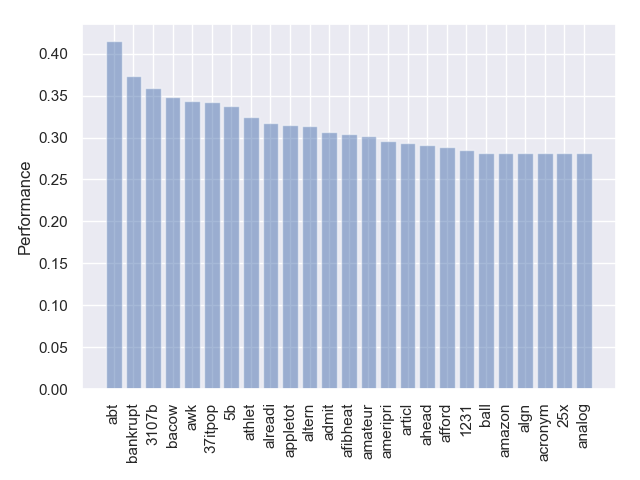 0.40
0.35
0.30
0.25
0.20
0.15
0.10
0.05
0.00
Performance
abt
bankrupt
3107b
bacow
awk
37itpop
5b
athlet
alreadi
appletot
altern
admit
afibheat
amateur
ameripri
articl
ahead
afford
1231
ball
amazon
algn
acronym
25x
analog